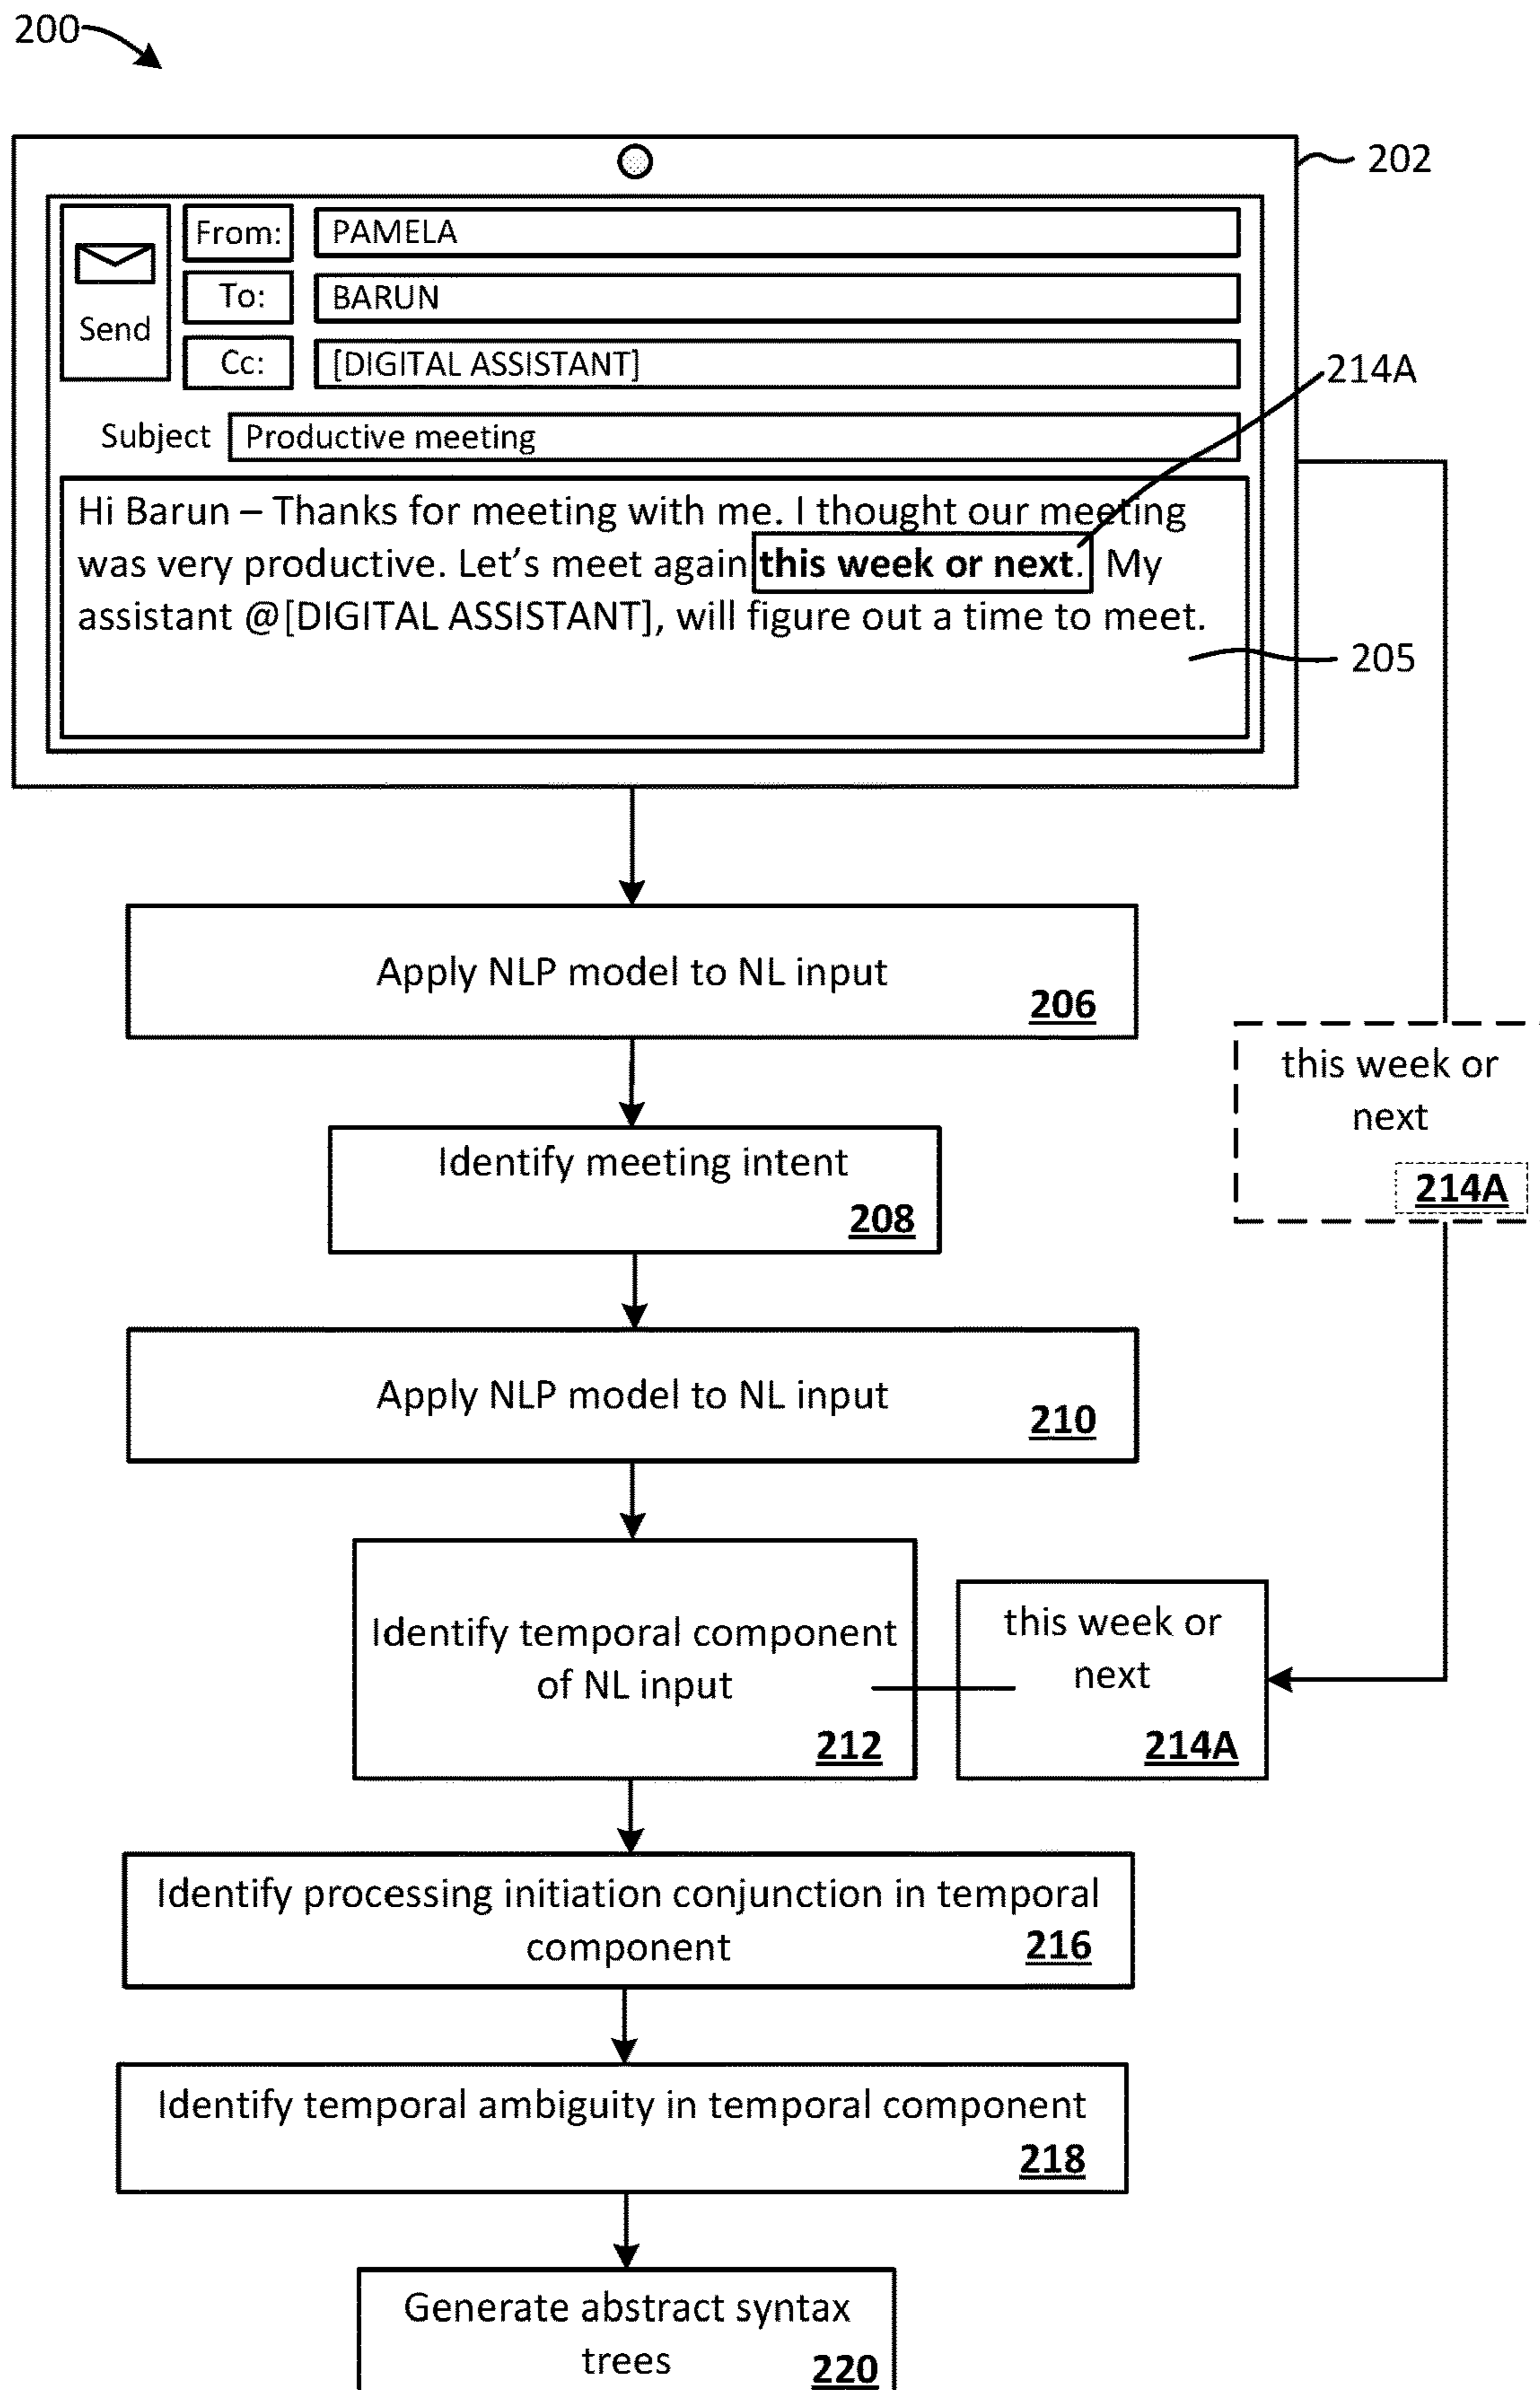 200
202
From:
PAMELA
To:
BARUN
Send
Cc:
[DIGITAL ASSISTANT]
214A
Subject
Productive meeting
Hi Barun – Thanks for meeting with me. I thought our meeting
was very productive. Let’s meet again this week or next. My
assistant @[DIGITAL ASSISTANT], will figure out a time to meet.
205
Apply NLP model to NL input
206
this week or
next
214A
Identify meeting intent
208
Apply NLP model to NL input
210
Identify temporal component
of NL input
212
this week or
next
214A
Identify processing initiation conjunction in temporal
component
216
Identify temporal ambiguity in temporal component
218
Generate abstract syntax
trees
220